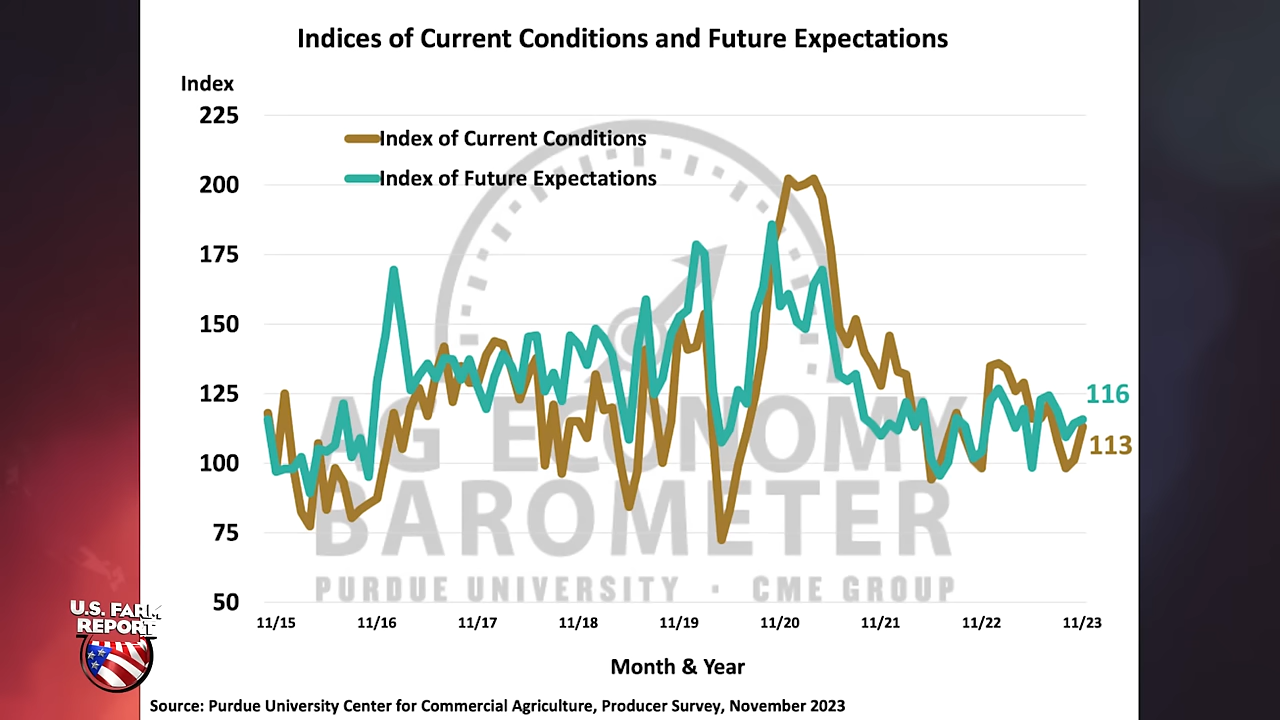 Indices of Current Conditions and Future Expectations
Index
225
200
175
150
125
100
75
50
Index of Current Conditions
Index of Future Expectations
116
113
AG ECONOMY
BAROMETER
PURDUE UNIVERSITY · CME GROUP
11/15 11/16 11/17 11/18 11/19 11/20 11/21 11/22 11/23
Month & Year
U.S. FARM
REPORT
Source: Purdue University Center for Commercial Agriculture, Producer Survey, November 2023